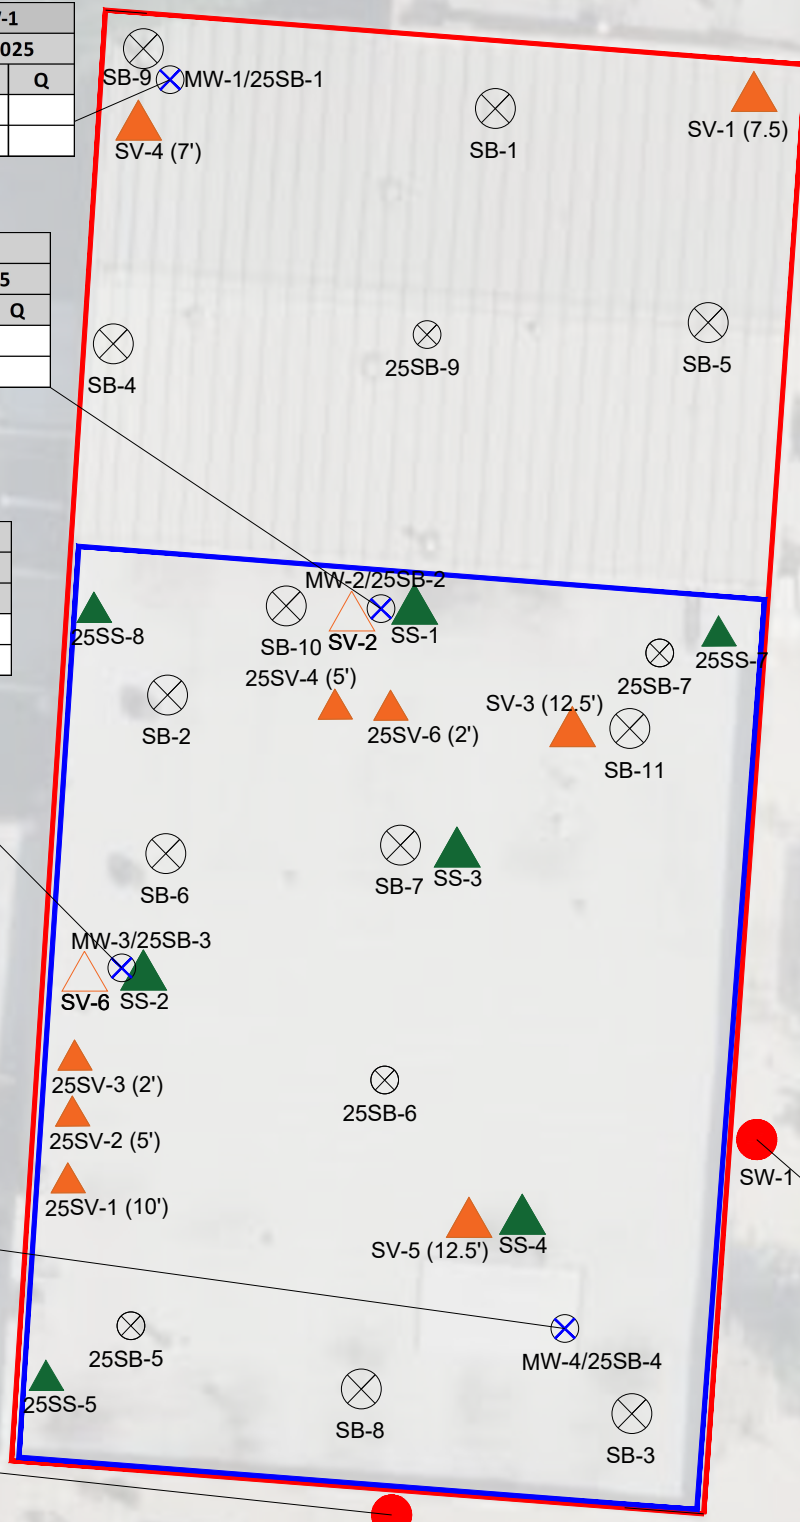 025
Q
SB-9
MW-1/25SB-1
SV-4 (7')
SB-1
SV-1 (7.5)
5
Q
SB-4
25SB-9
SB-5
MW-2/25SB-2
25SS-8
SB-10
SV-2
SS-1
25SS-7
25SB-7
25SV-4 (5')
SV-3 (12.5')
SB-2
25SV-6 (2')
SB-11
SB-6
SB-7
SS-3
MW-3/25SB-3
SV-6
SS-2
25SV-3 (2')
25SB-6
25SV-2 (5')
SW-1
25SV-1 (10')
SV-5 (12.5')
SS-4
25SB-5
MW-4/25SB-4
25SS-5
SB-8
SB-3